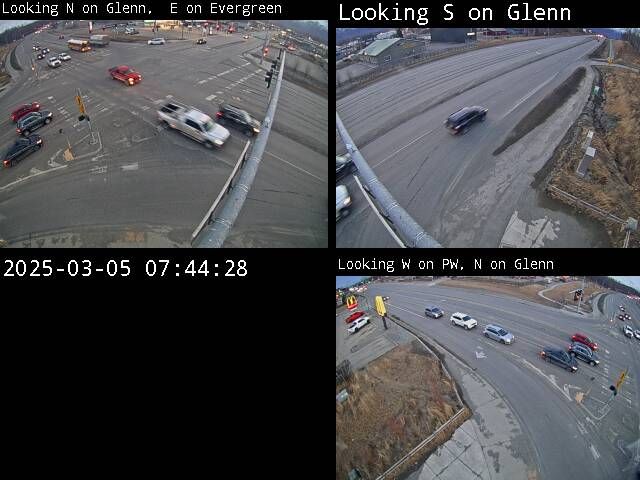 Looking N on Glenn,  E on Evergreen
Looking S on Glenn
2025-03-05 07:44:28
Looking W on PW, N on Glenn